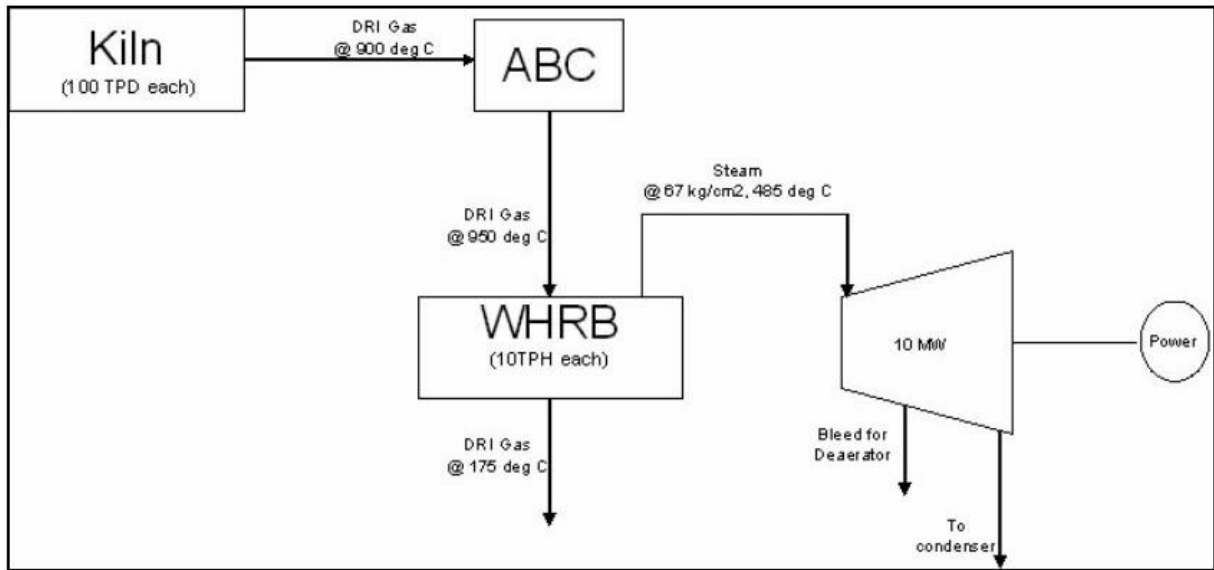 Kiln
(100 TPD each)
DRI Gas
@ 900 deg C
ABC
DRI Gas
@ 950 deg C
Steam
@ 67 kg/cm2, 485 deg C
WHRB
(10TPH each)
10 MW
Power
DRI Gas
@ 175 deg C
Bleed for
Deaerator
To
condenser